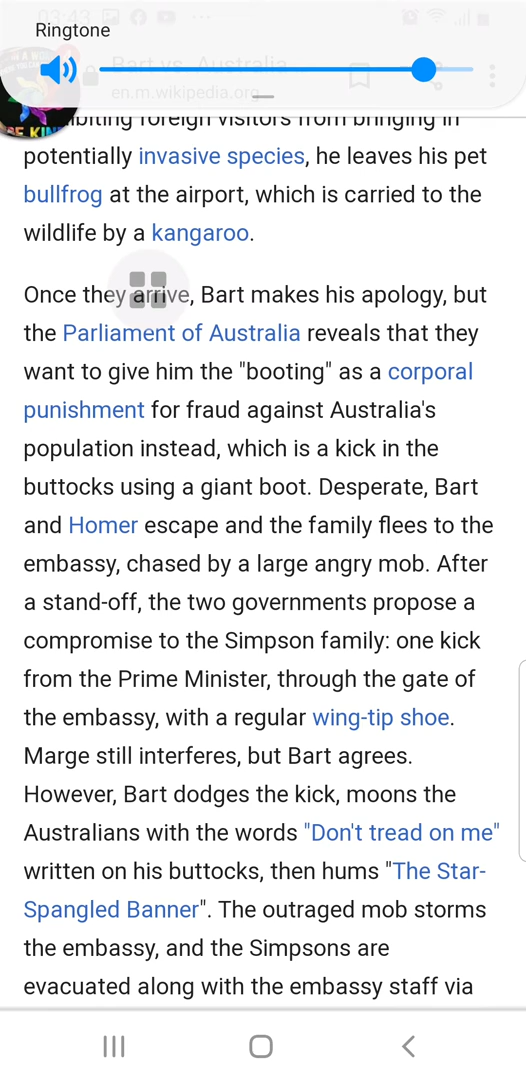 03:43
Ringtone
Bart vs. Australia
en.m.wikipedia.org
foreign visitors from bringing in
potentially invasive species, he leaves his pet
bullfrog at the airport, which is carried to the
wildlife by a kangaroo.
Once they arrive, Bart makes his apology, but
the Parliament of Australia reveals that they
want to give him the "booting" as a corporal
punishment for fraud against Australia's
population instead, which is a kick in the
buttocks using a giant boot. Desperate, Bart
and Homer escape and the family flees to the
embassy, chased by a large angry mob. After
a stand-off, the two governments propose a
compromise to the Simpson family: one kick
from the Prime Minister, through the gate of
the embassy, with a regular wing-tip shoe.
Marge still interferes, but Bart agrees.
However, Bart dodges the kick, moons the
Australians with the words "Don't tread on me"
written on his buttocks, then hums "The Star-
Spangled Banner". The outraged mob storms
the embassy, and the Simpsons are
evacuated along with the embassy staff via